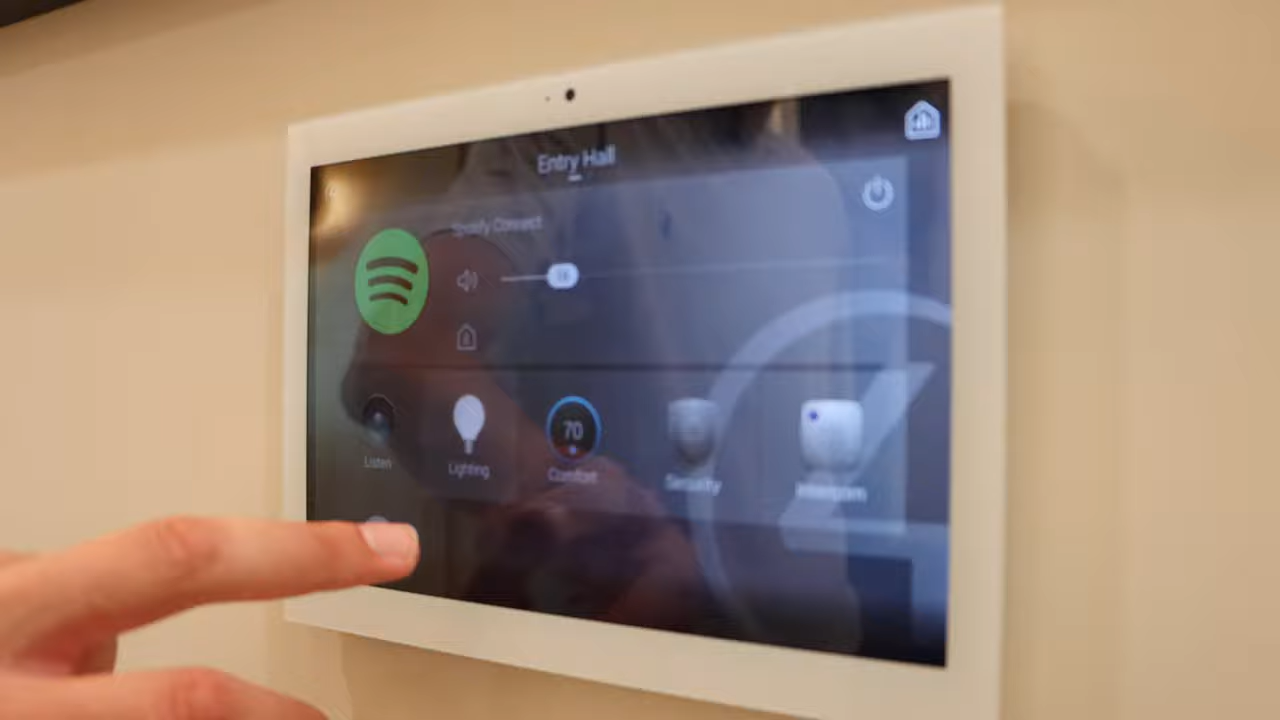 Entry Hall
Spotify Connect
Listen
Lighting
70
Comfort
Security
Intercom